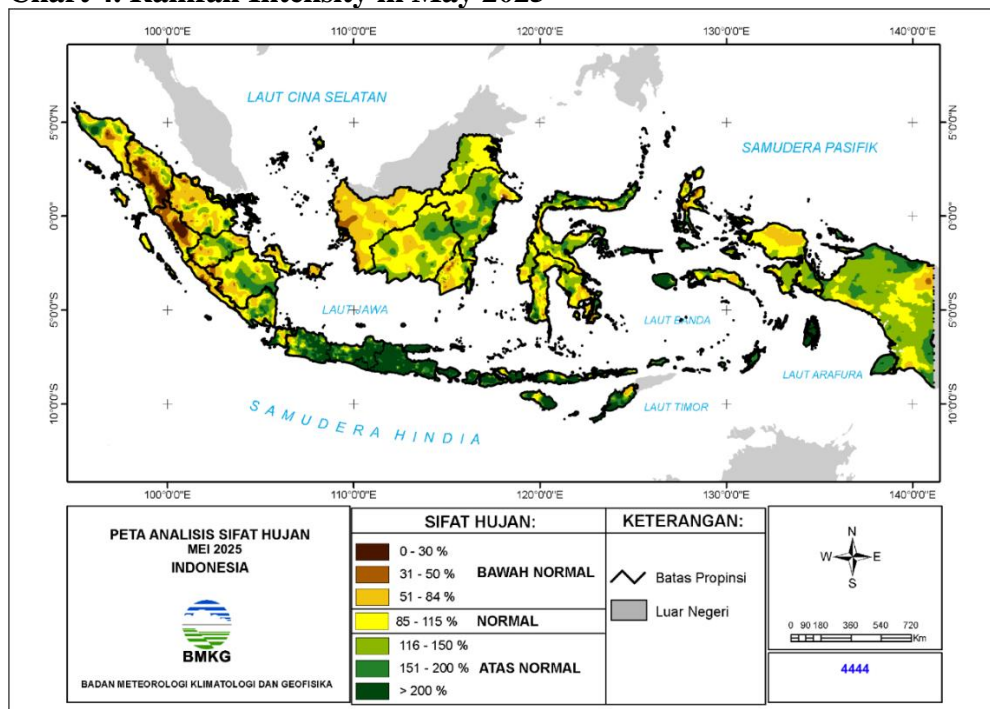 Chart 4. Rainfall Intensity in May 2025
100°0'0"E 110°0'0"E 120°0'0"E 130°0'0"E 140°0'0"E
LAUT CINA SELATAN
SAMUDERA PASIFIK
5°0'0"N 5°0'0"N
0°0'0" 0°0'0"
5°0'0"S 5°0'0"S
10°0'0"S 10°0'0"S
LAUT JAWA
LAUT BANDA
LAUT ARAFURA
LAUT TIMOR
SAMUDERA HINDIA
100°0'0"E 110°0'0"E 120°0'0"E 130°0'0"E 140°0'0"E
PETA ANALISIS SIFAT HUJAN
MEI 2025
INDONESIA
BMKG
BADAN METEOROLOGI KLIMATOLOGI DAN GEOFISIKA
SIFAT HUJAN:
0 - 30 %
31 - 50 % BAWAH NORMAL
51 - 84 %
85 - 115 % NORMAL
116 - 150 %
151 - 200 % ATAS NORMAL
> 200 %
KETERANGAN:
Batas Propinsi
Luar Negeri
N
W E
S
0 90 180 360 540 720
Km
4444